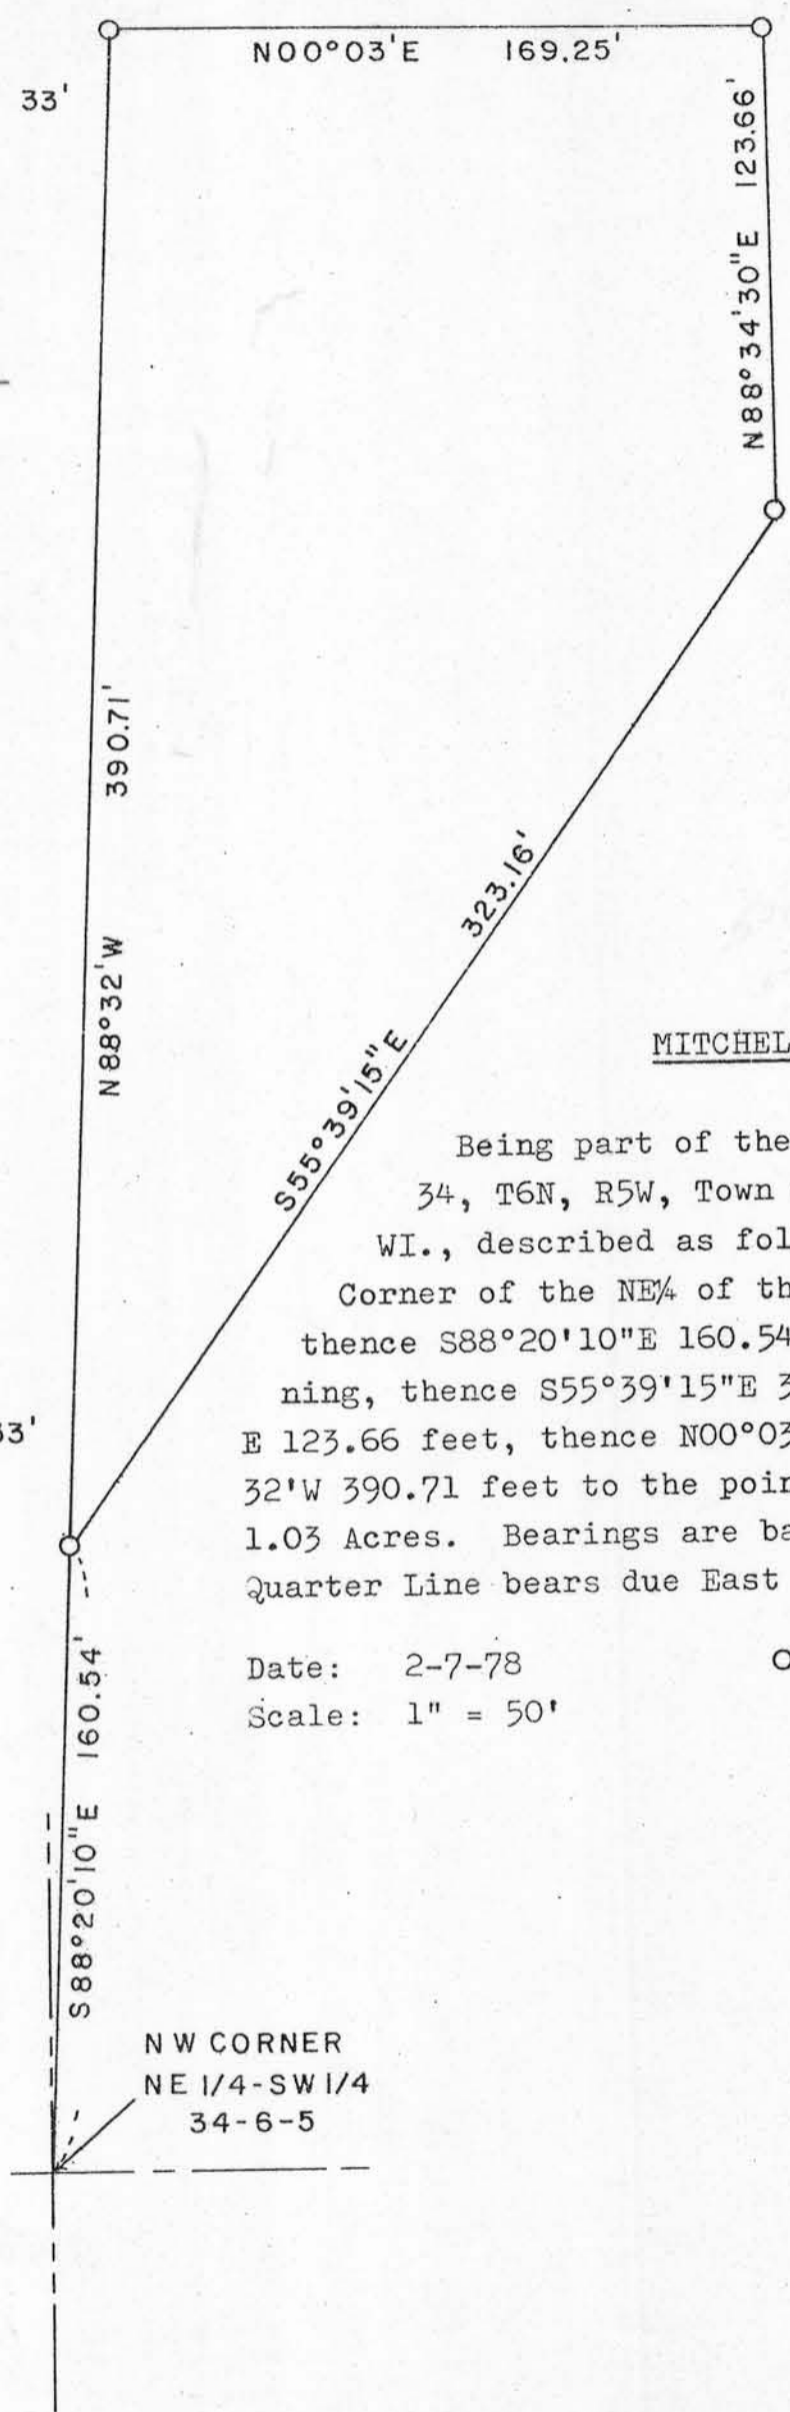 N00°03'E 169.25'
33'
N88°34'30"E 123.66'
N88°32'W 390.71'
323.16'
S55°39'15"E
Being part of the
34, T6N, R5W, Town
WI., described as fol
Corner of the NE¼ of th
thence S88°20'10"E 160.54
ning, thence S55°39'15"E 3
E 123.66 feet, thence N00°03
32'W 390.71 feet to the poin
1.03 Acres. Bearings are ba
Quarter Line bears due East
MITCHEL
33'
S88°20'10"E 160.54'
Date: 2-7-78
Scale: 1" = 50'
NW CORNER
NE 1/4-SW 1/4
34-6-5